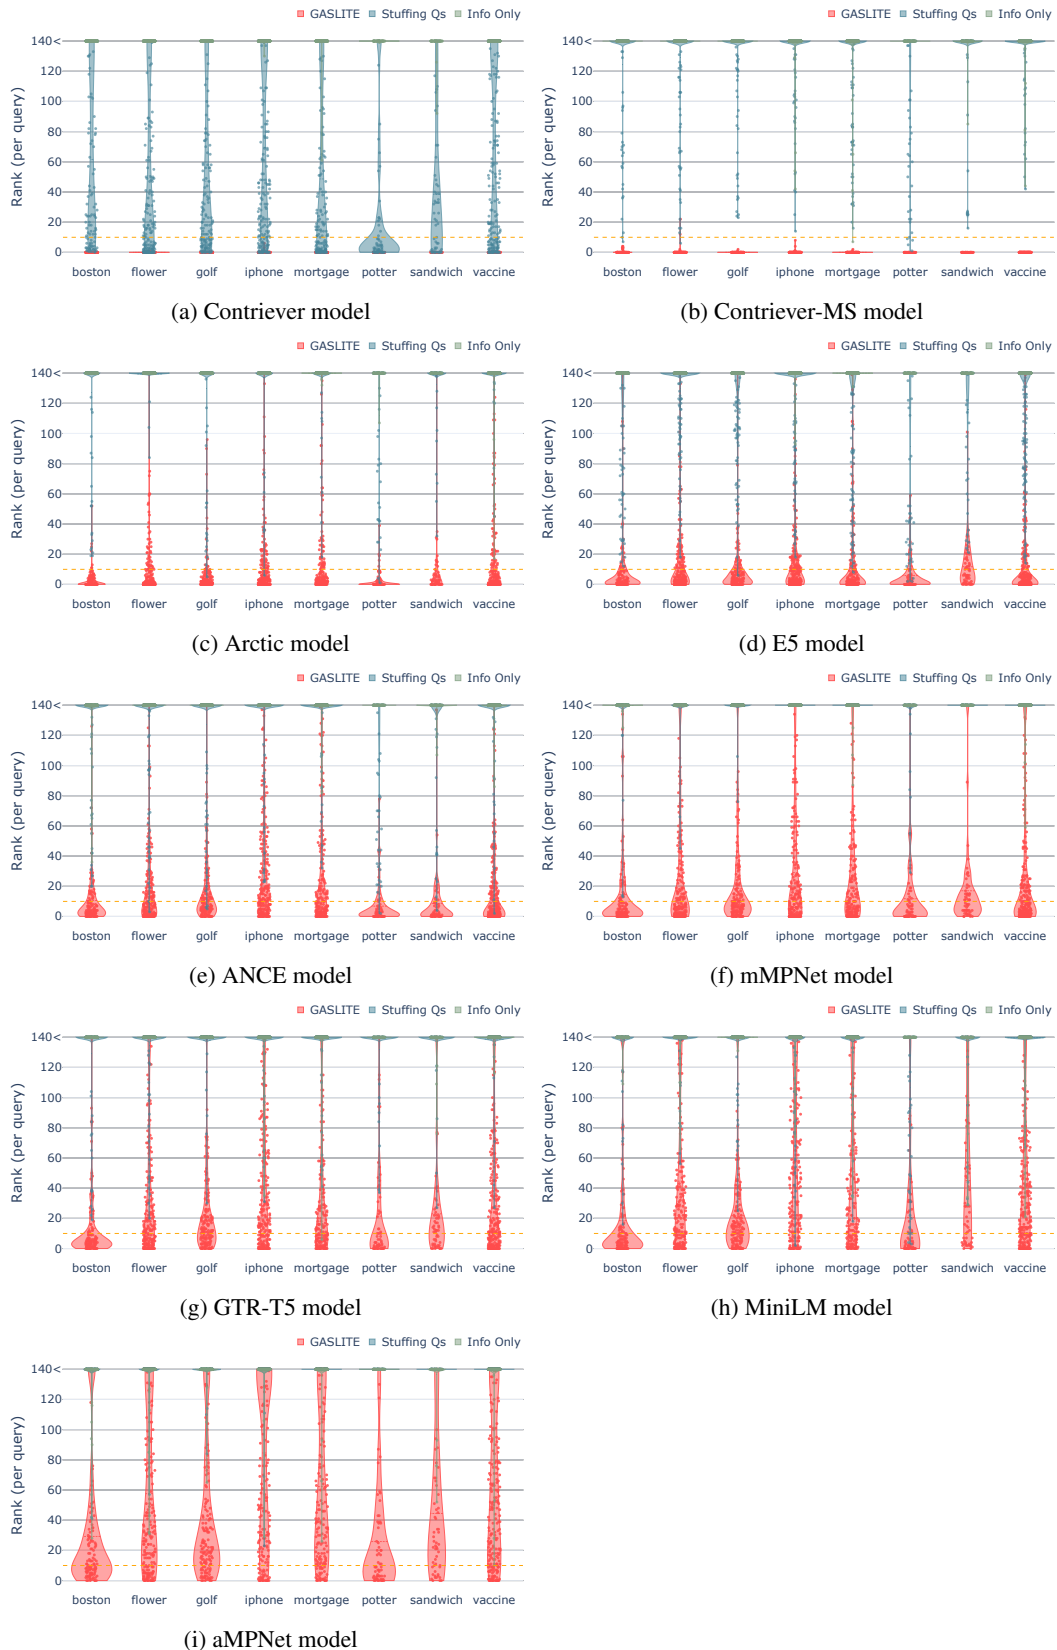 GASLITE Stuffing Qs Info Only
Rank (per query)
140<
120
100
80
60
40
20
0
boston flower golf iphone mortgage potter sandwich vaccine
(a) Contriever model
GASLITE Stuffing Qs Info Only
Rank (per query)
140<
120
100
80
60
40
20
0
boston flower golf iphone mortgage potter sandwich vaccine
(b) Contriever-MS model
GASLITE Stuffing Qs Info Only
Rank (per query)
140<
120
100
80
60
40
20
0
boston flower golf iphone mortgage potter sandwich vaccine
(c) Arctic model
GASLITE Stuffing Qs Info Only
Rank (per query)
140<
120
100
80
60
40
20
0
boston flower golf iphone mortgage potter sandwich vaccine
(d) E5 model
GASLITE Stuffing Qs Info Only
Rank (per query)
140<
120
100
80
60
40
20
0
boston flower golf iphone mortgage potter sandwich vaccine
(e) ANCE model
GASLITE Stuffing Qs Info Only
Rank (per query)
140<
120
100
80
60
40
20
0
boston flower golf iphone mortgage potter sandwich vaccine
(f) mMPNet model
GASLITE Stuffing Qs Info Only
Rank (per query)
140<
120
100
80
60
40
20
0
boston flower golf iphone mortgage potter sandwich vaccine
(g) GTR-T5 model
GASLITE Stuffing Qs Info Only
Rank (per query)
140<
120
100
80
60
40
20
0
boston flower golf iphone mortgage potter sandwich vaccine
(h) MiniLM model
GASLITE Stuffing Qs Info Only
Rank (per query)
140<
120
100
80
60
40
20
0
boston flower golf iphone mortgage potter sandwich vaccine
(i) aMPNet model